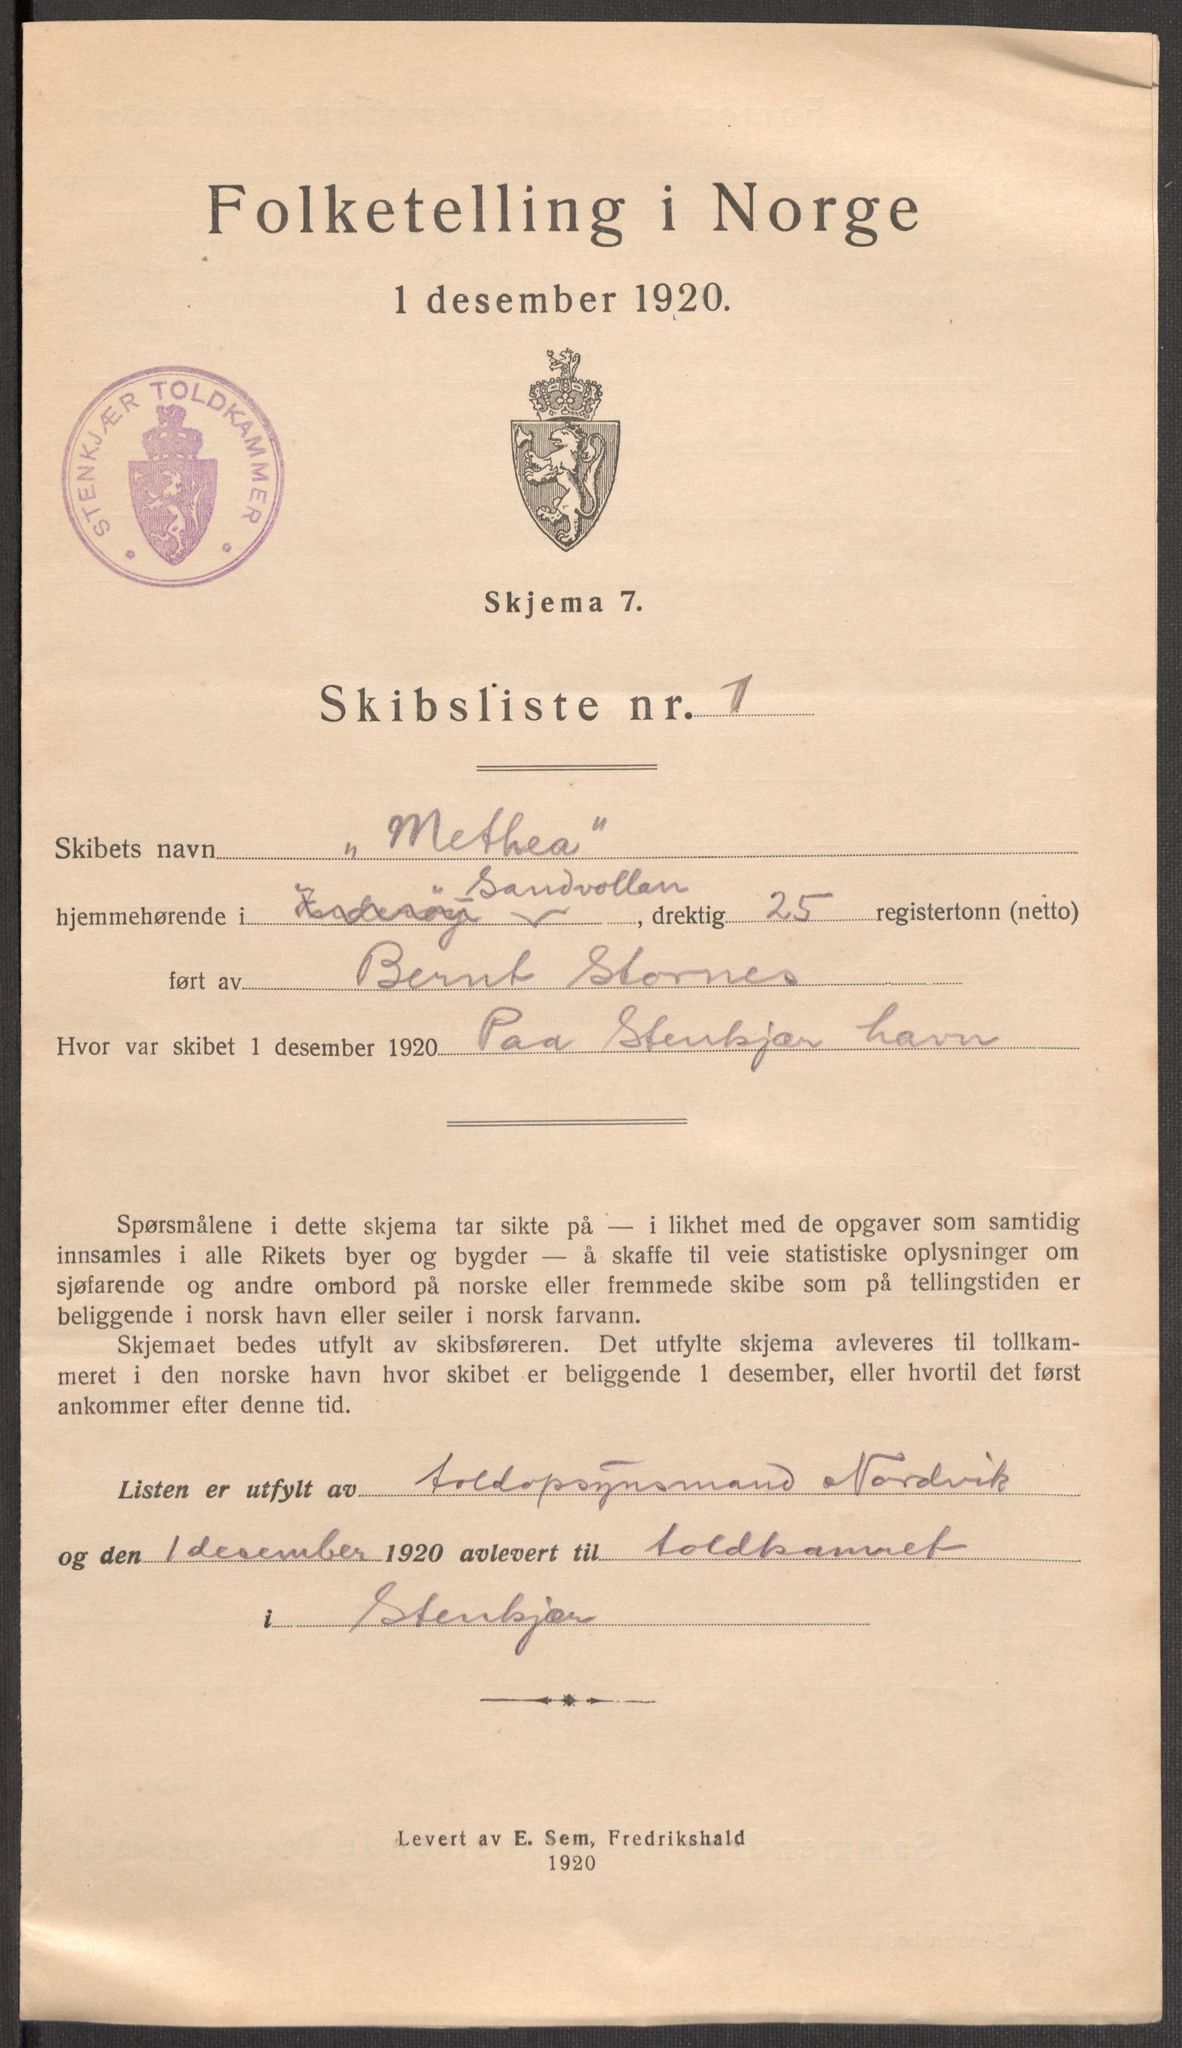 Folketelling i Norge
1 desember 1920.
STENKJÆR TOLDKAMMER
Skjema 7.
Skibsliste nr. 1
Skibets navn „Methea"
Sandvollan
hjemmehørende i Inderöy, drektig 25 registertonn (netto)
ført av Bernt Stornes
Hvor var skibet 1 desember 1920 Paa Stenkjær havn
Spørsmålene i dette skjema tar sikte på — i likhet med de opgaver som samtidig
innsamles i alle Rikets byer og bygder — å skaffe til veie statistiske oplysninger om
sjøfarende og andre ombord på norske eller fremmede skibe som på tellingstiden er
beliggende i norsk havn eller seiler i norsk farvann.
Skjemaet bedes utfylt av skibsføreren. Det utfylte skjema avleveres til tollkam-
meret i den norske havn hvor skibet er beliggende 1 desember, eller hvortil det først
ankommer efter denne tid.
Listen er utfylt av toldopsynsmand Nordvik
og den 1 desember 1920 avlevert til toldkamret
i Stenkjær
Levert av E. Sem, Fredrikshald
1920